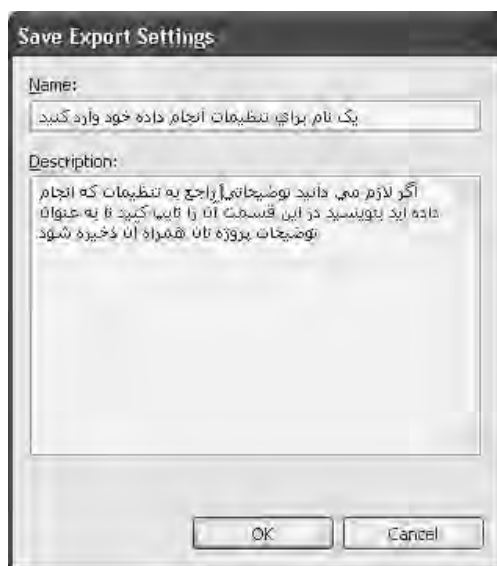 Save Export Settings
Name:
یک نام برای تنظیمات انجام داده خود وارد کنید
Description:
اگر لازم می دانید توضیحاتی راجع به تنظیمات که انجام
داده اید بنویسید در این قسمت آن را تایپ کنید تا به عنوان
توضیحات پروژه تان همراه آن ذخیره شود
OK
Cancel